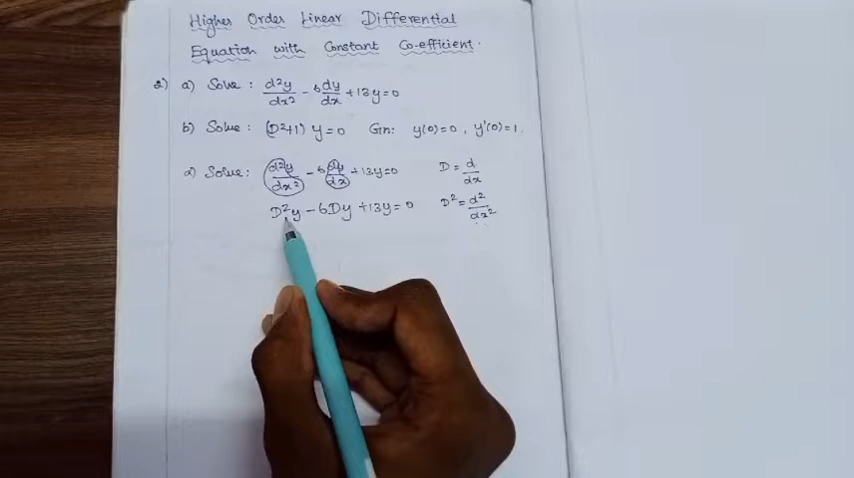 Higher Order Linear Differential
Equation with Constant Co-efficient.
2) a) Solve : d²y/dx² - 6dy/dx + 13y = 0
b) Solve : (D²+1) y = 0 Gn: y(0) = 0 , y'(0) = 1.
a) Solve : d²y/dx² - 6 dy/dx + 13y = 0 D = d/dx
D²y - 6Dy + 13y = 0 D² = d²/dx²